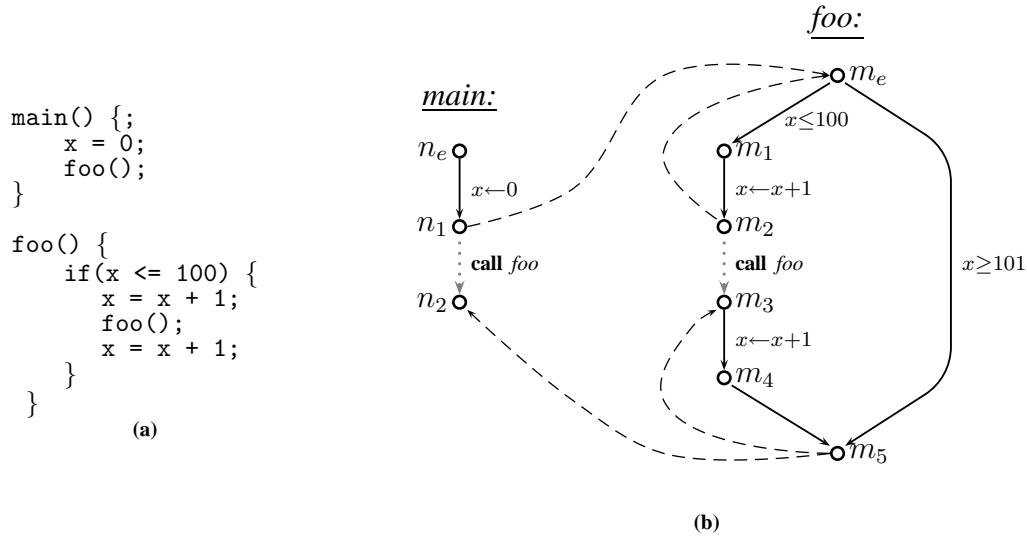 main() {;
x = 0;
foo();
}
foo() {
if(x <= 100) {
x = x + 1;
foo();
x = x + 1;
}
}
(a)
main:
n_e
x←0
n_1
call foo
n_2
foo:
m_e
x≤100
m_1
x←x+1
m_2
call foo
x≥101
m_3
x←x+1
m_4
m_5
(b)